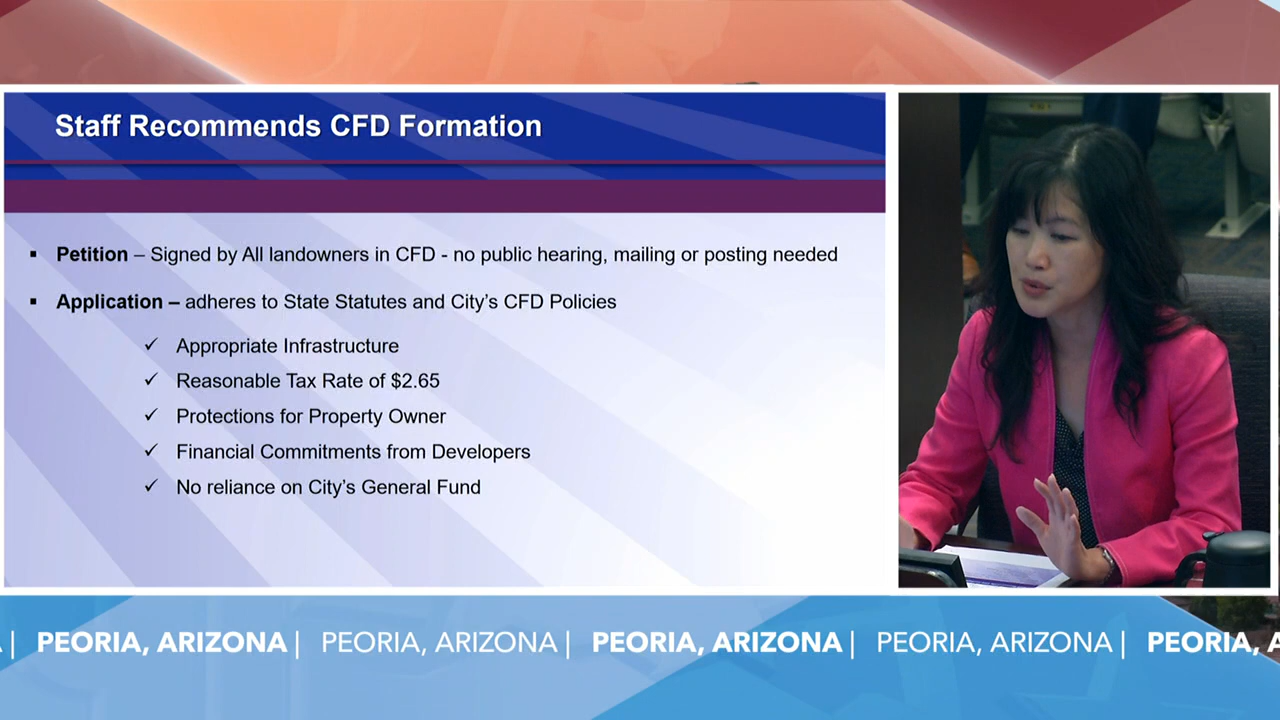 Staff Recommends CFD Formation
▪ Petition – Signed by All landowners in CFD - no public hearing, mailing or posting needed
▪ Application – adheres to State Statutes and City's CFD Policies
✓ Appropriate Infrastructure
✓ Reasonable Tax Rate of $2.65
✓ Protections for Property Owner
✓ Financial Commitments from Developers
✓ No reliance on City's General Fund
A | PEORIA, ARIZONA | PEORIA, ARIZONA | PEORIA, ARIZONA | PEORIA, ARIZONA | PEORIA, A